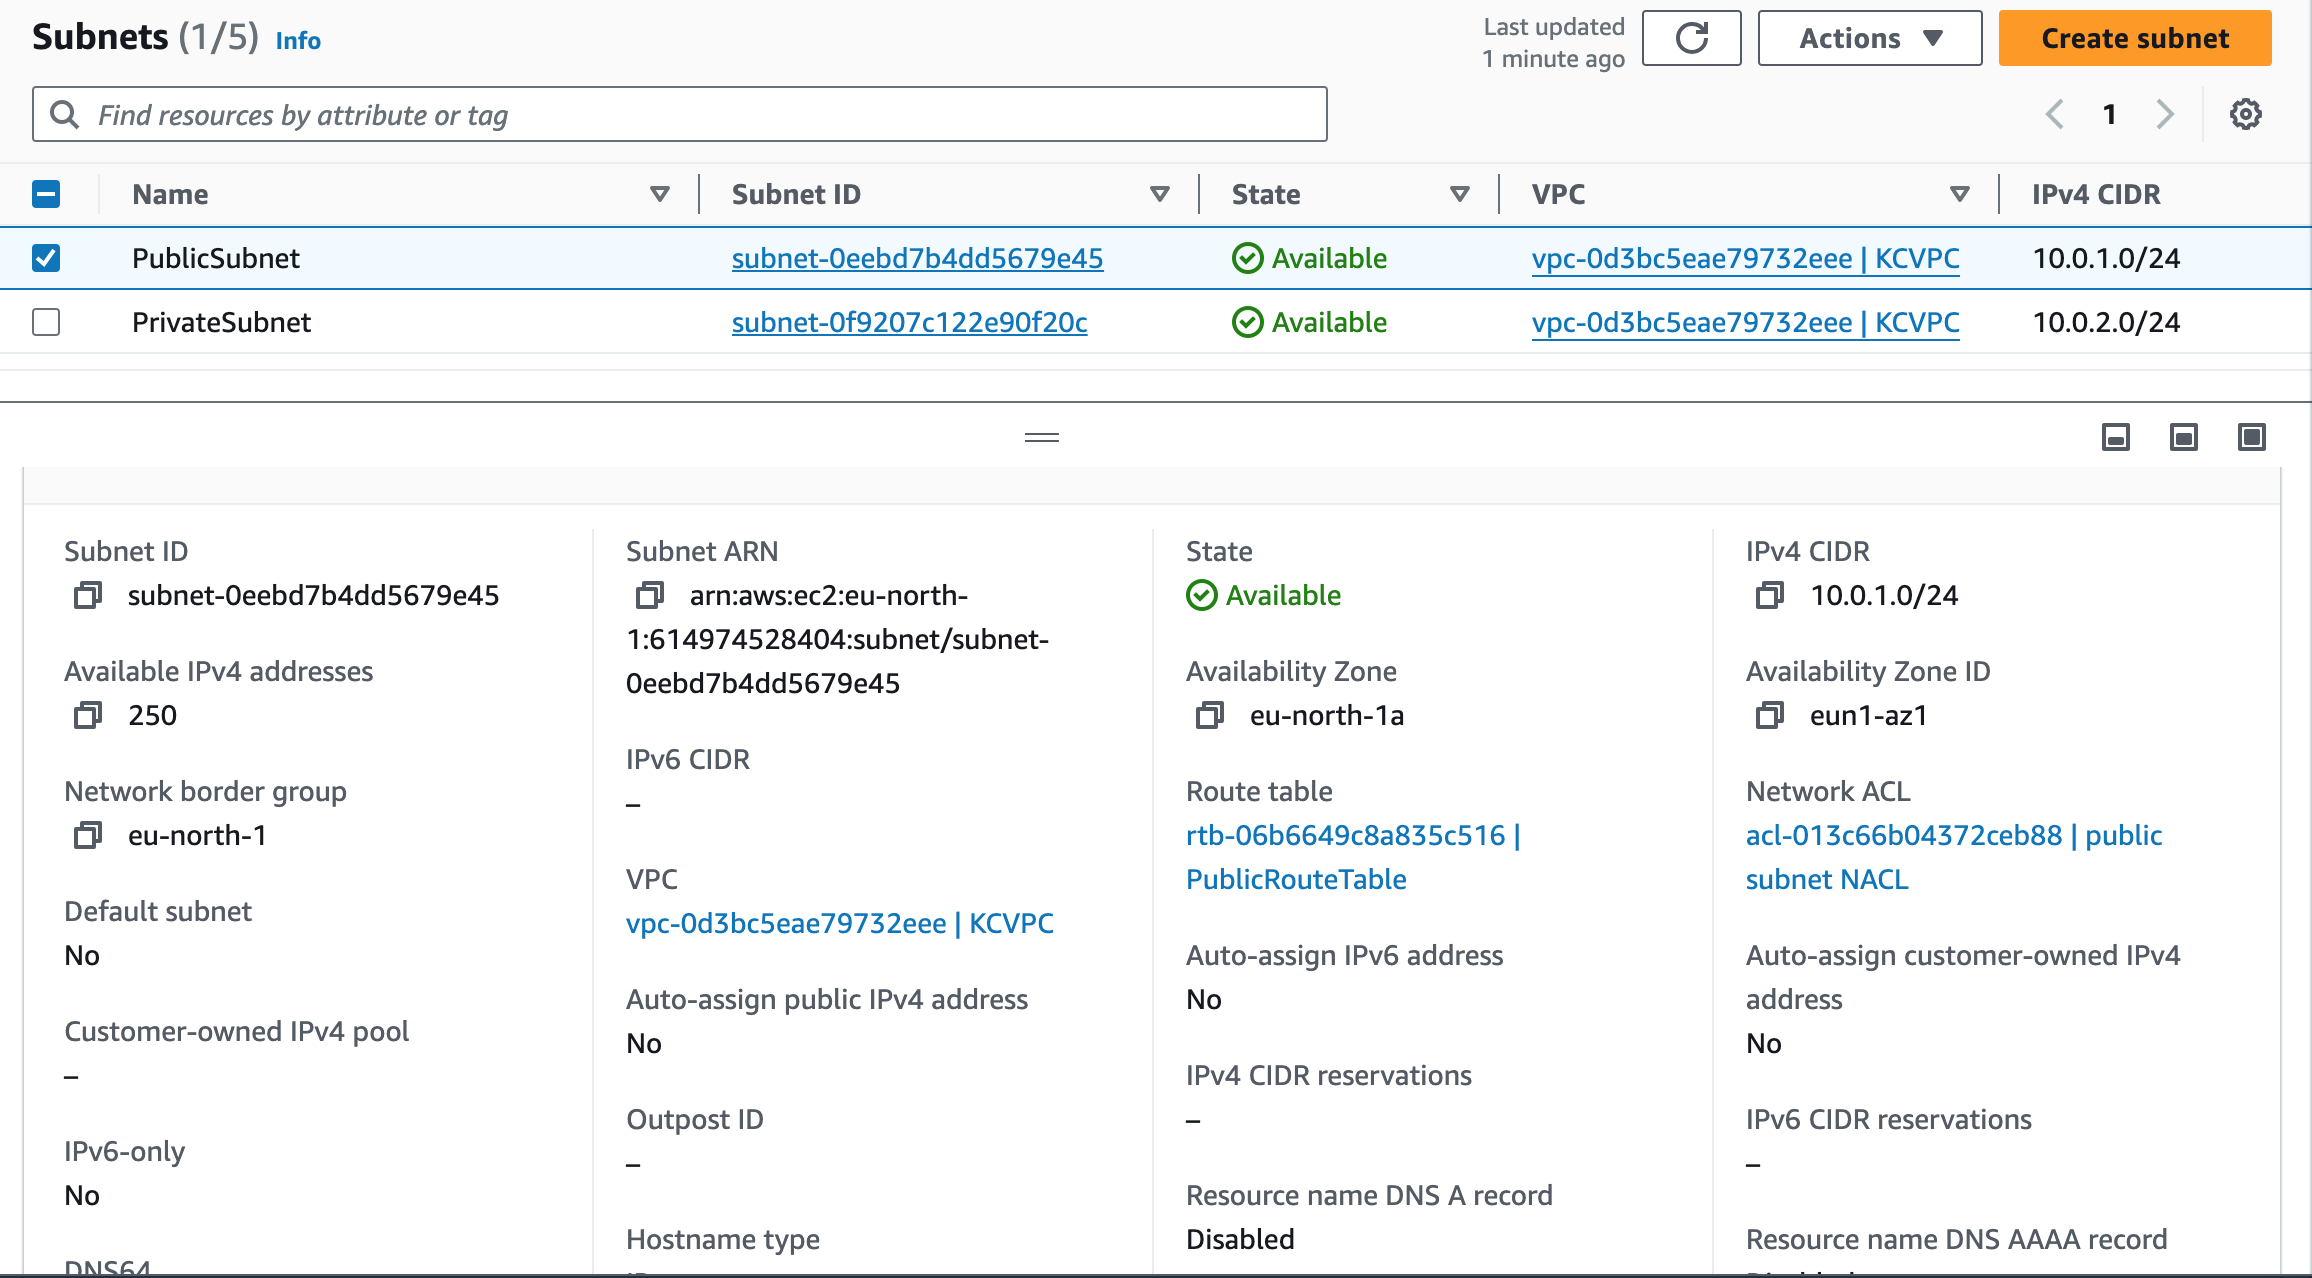 Subnets (1/5) Info
Last updated
1 minute ago
Actions
Create subnet
Find resources by attribute or tag
1
Name
Subnet ID
State
VPC
IPv4 CIDR
PublicSubnet
subnet-0eebd7b4dd5679e45
Available
vpc-0d3bc5eae79732eee | KCVPC
10.0.1.0/24
PrivateSubnet
subnet-0f9207c122e90f20c
Available
vpc-0d3bc5eae79732eee | KCVPC
10.0.2.0/24
Subnet ID
subnet-0eebd7b4dd5679e45
Available IPv4 addresses
250
Network border group
eu-north-1
Default subnet
No
Customer-owned IPv4 pool
–
IPv6-only
No
DNS64
Subnet ARN
arn:aws:ec2:eu-north-
1:614974528404:subnet/subnet-
0eebd7b4dd5679e45
IPv6 CIDR
–
VPC
vpc-0d3bc5eae79732eee | KCVPC
Auto-assign public IPv4 address
No
Outpost ID
–
Hostname type
State
Available
Availability Zone
eu-north-1a
Route table
rtb-06b6649c8a835c516 |
PublicRouteTable
Auto-assign IPv6 address
No
IPv4 CIDR reservations
–
Resource name DNS A record
Disabled
IPv4 CIDR
10.0.1.0/24
Availability Zone ID
eun1-az1
Network ACL
acl-013c66b04372ceb88 | public
subnet NACL
Auto-assign customer-owned IPv4
address
No
IPv6 CIDR reservations
–
Resource name DNS AAAA record